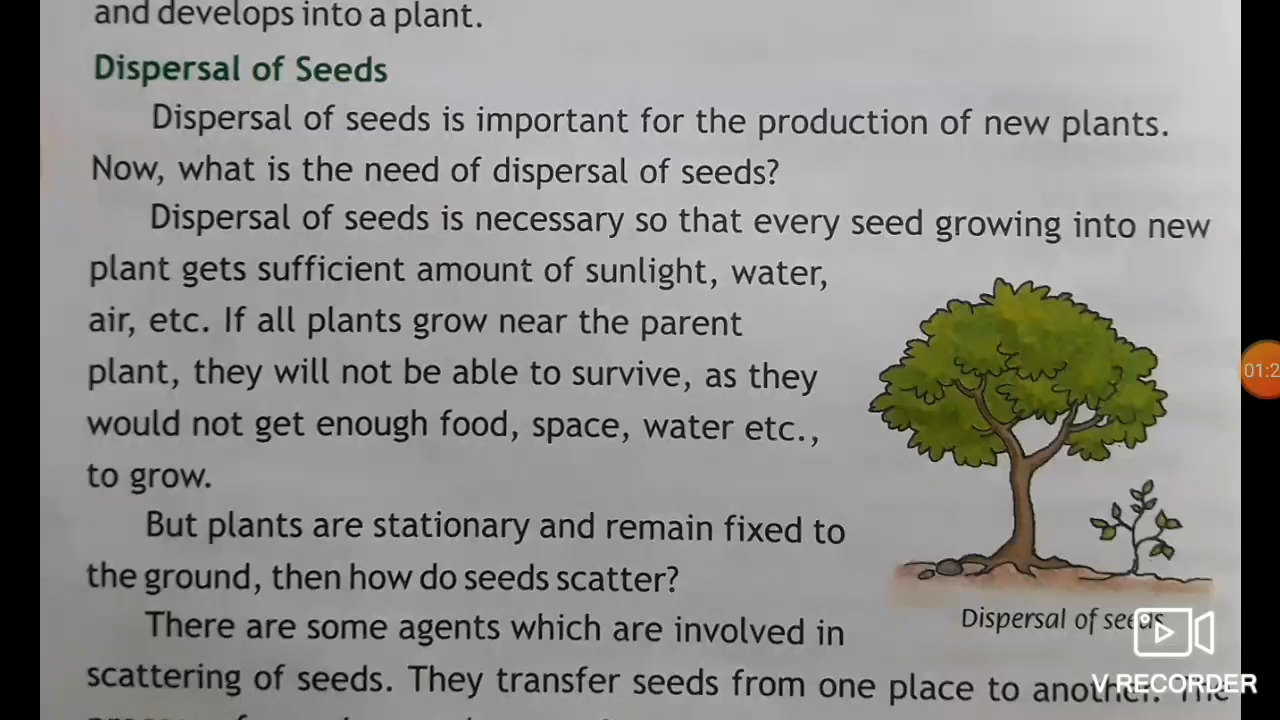 and develops into a plant.
Dispersal of Seeds
Dispersal of seeds is important for the production of new plants.
Now, what is the need of dispersal of seeds?
Dispersal of seeds is necessary so that every seed growing into new
plant gets sufficient amount of sunlight, water,
air, etc. If all plants grow near the parent
plant, they will not be able to survive, as they
would not get enough food, space, water etc.,
to grow.
But plants are stationary and remain fixed to
the ground, then how do seeds scatter?
There are some agents which are involved in
scattering of seeds. They transfer seeds from one place to another. The
Dispersal of seeds
V RECORDER
01:2